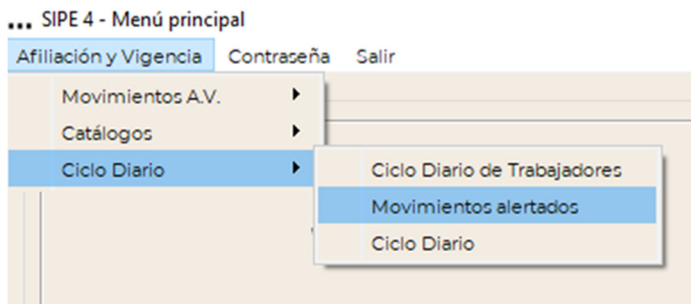 ... SIPE 4 - Menú principal
Afiliación y Vigencia Contraseña Salir
Movimientos A.V.
Catálogos
Ciclo Diario
Ciclo Diario de Trabajadores
Movimientos alertados
Ciclo Diario